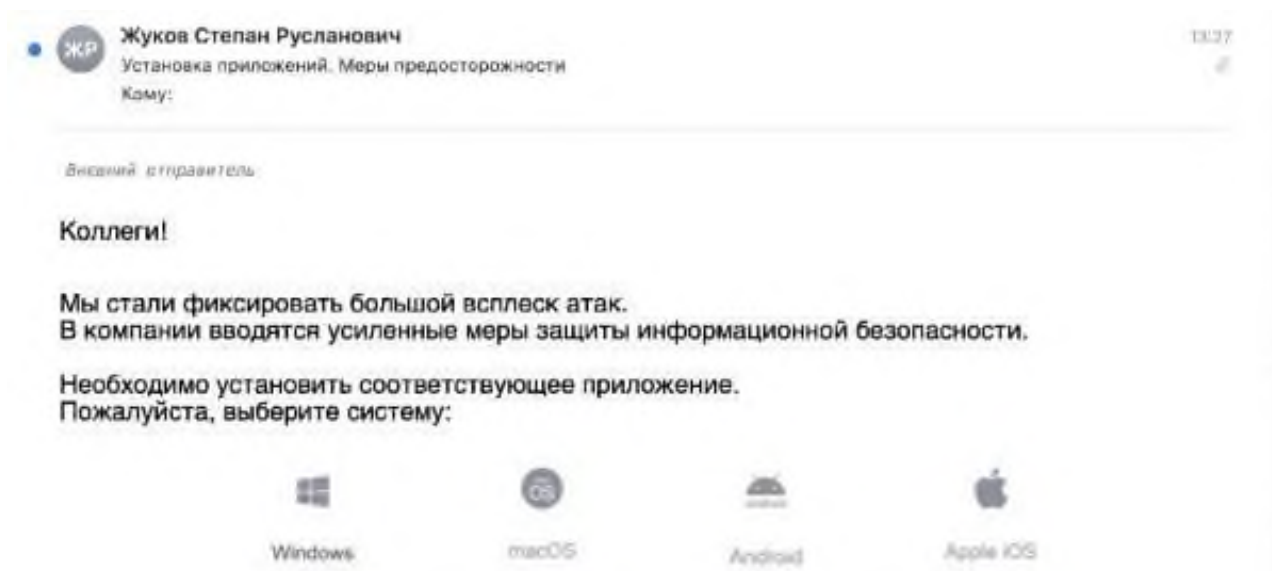 ЖР
Жуков Степан Русланович
13:27
Установка приложений. Меры предосторожности
Кому:
Внешний отправитель
Коллеги!
Мы стали фиксировать большой всплеск атак.
В компании вводятся усиленные меры защиты информационной безопасности.
Необходимо установить соответствующее приложение.
Пожалуйста, выберите систему:
Windows
macOS
Android
Apple iOS